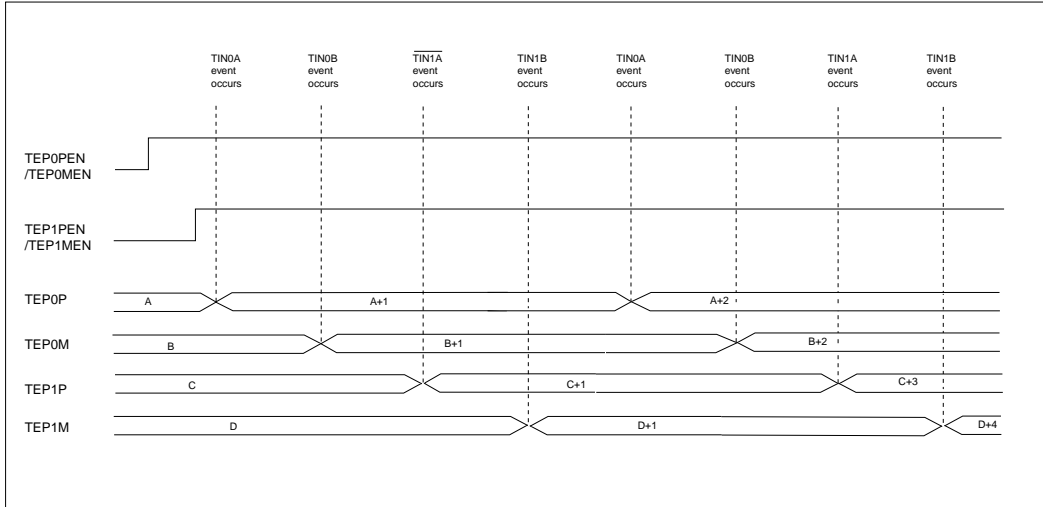 TIN0A
event
occurs
TIN0B
event
occurs
TIN1A
event
occurs
TIN1B
event
occurs
TIN0A
event
occurs
TIN0B
event
occurs
TIN1A
event
occurs
TIN1B
event
occurs
TEP0PEN
/TEP0MEN
TEP1PEN
/TEP1MEN
TEP0P
A
A+1
A+2
TEP0M
B
B+1
B+2
TEP1P
C
C+1
C+3
TEP1M
D
D+1
D+4